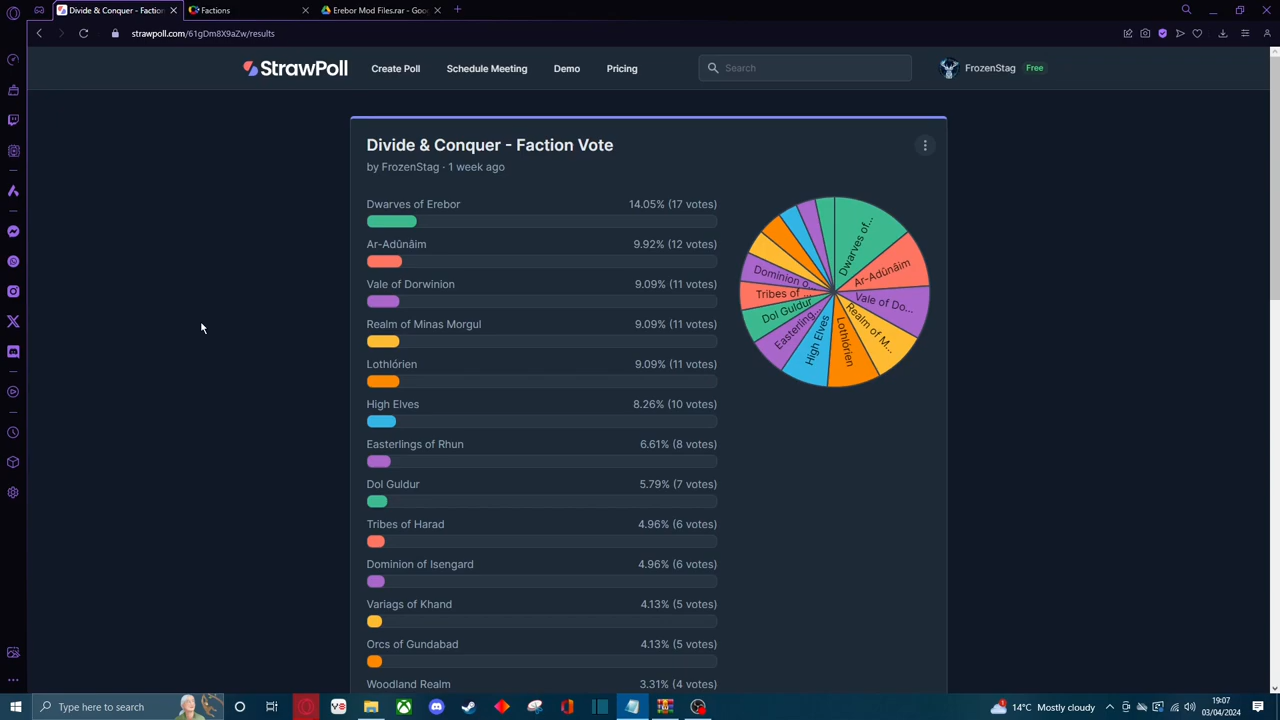 Divide & Conquer - Faction
Factions
Erebor Mod Files.rar - Goo
strawpoll.com/61gDm8X9aZw/results
StrawPoll
Create Poll
Schedule Meeting
Demo
Pricing
Search
FrozenStag
Free
Divide & Conquer - Faction Vote
by FrozenStag · 1 week ago
Dwarves of Erebor 14.05% (17 votes)
Ar-Adûnâim 9.92% (12 votes)
Vale of Dorwinion 9.09% (11 votes)
Realm of Minas Morgul 9.09% (11 votes)
Lothlórien 9.09% (11 votes)
High Elves 8.26% (10 votes)
Easterlings of Rhun 6.61% (8 votes)
Dol Guldur 5.79% (7 votes)
Tribes of Harad 4.96% (6 votes)
Dominion of Isengard 4.96% (6 votes)
Variags of Khand 4.13% (5 votes)
Orcs of Gundabad 4.13% (5 votes)
Woodland Realm 3.31% (4 votes)
Dwarves of...
Ar-Adûnâim
Vale of Do...
Realm of M...
Lothlórien
High Elves
Easterling...
Dol Guldur
Tribes of ...
Dominion o...
Type here to search
14°C Mostly cloudy
19:07
03/04/2024